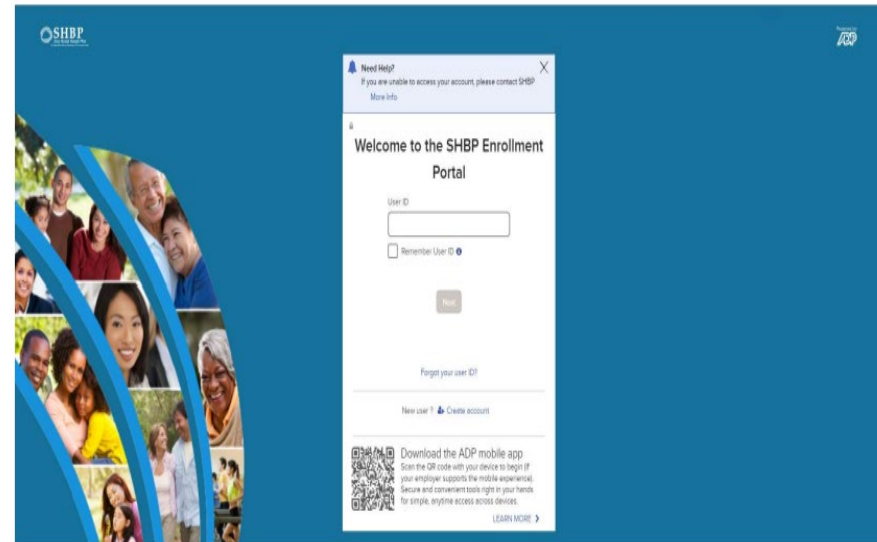 SHBP
Powered by
ADP
Need Help?
If you are unable to access your account, please contact SHBP
More info
Welcome to the SHBP Enrollment
Portal
User ID
Remember User ID
Next
Forgot your user ID?
New user ? Create account
Download the ADP mobile app
Scan the QR code with your device to begin (if
your employer supports the mobile experience).
Secure and convenient tools right in your hands
for simple, anytime access across devices.
LEARN MORE